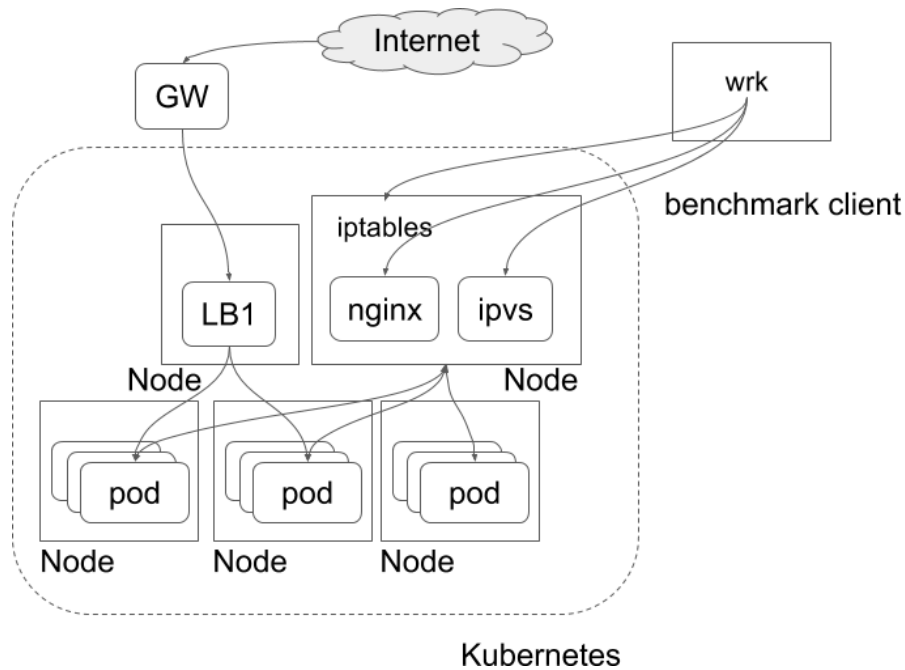 Internet
GW
wrk
benchmark client
iptables
LB1
nginx
ipvs
Node
Node
pod
pod
pod
Node
Node
Node
Kubernetes